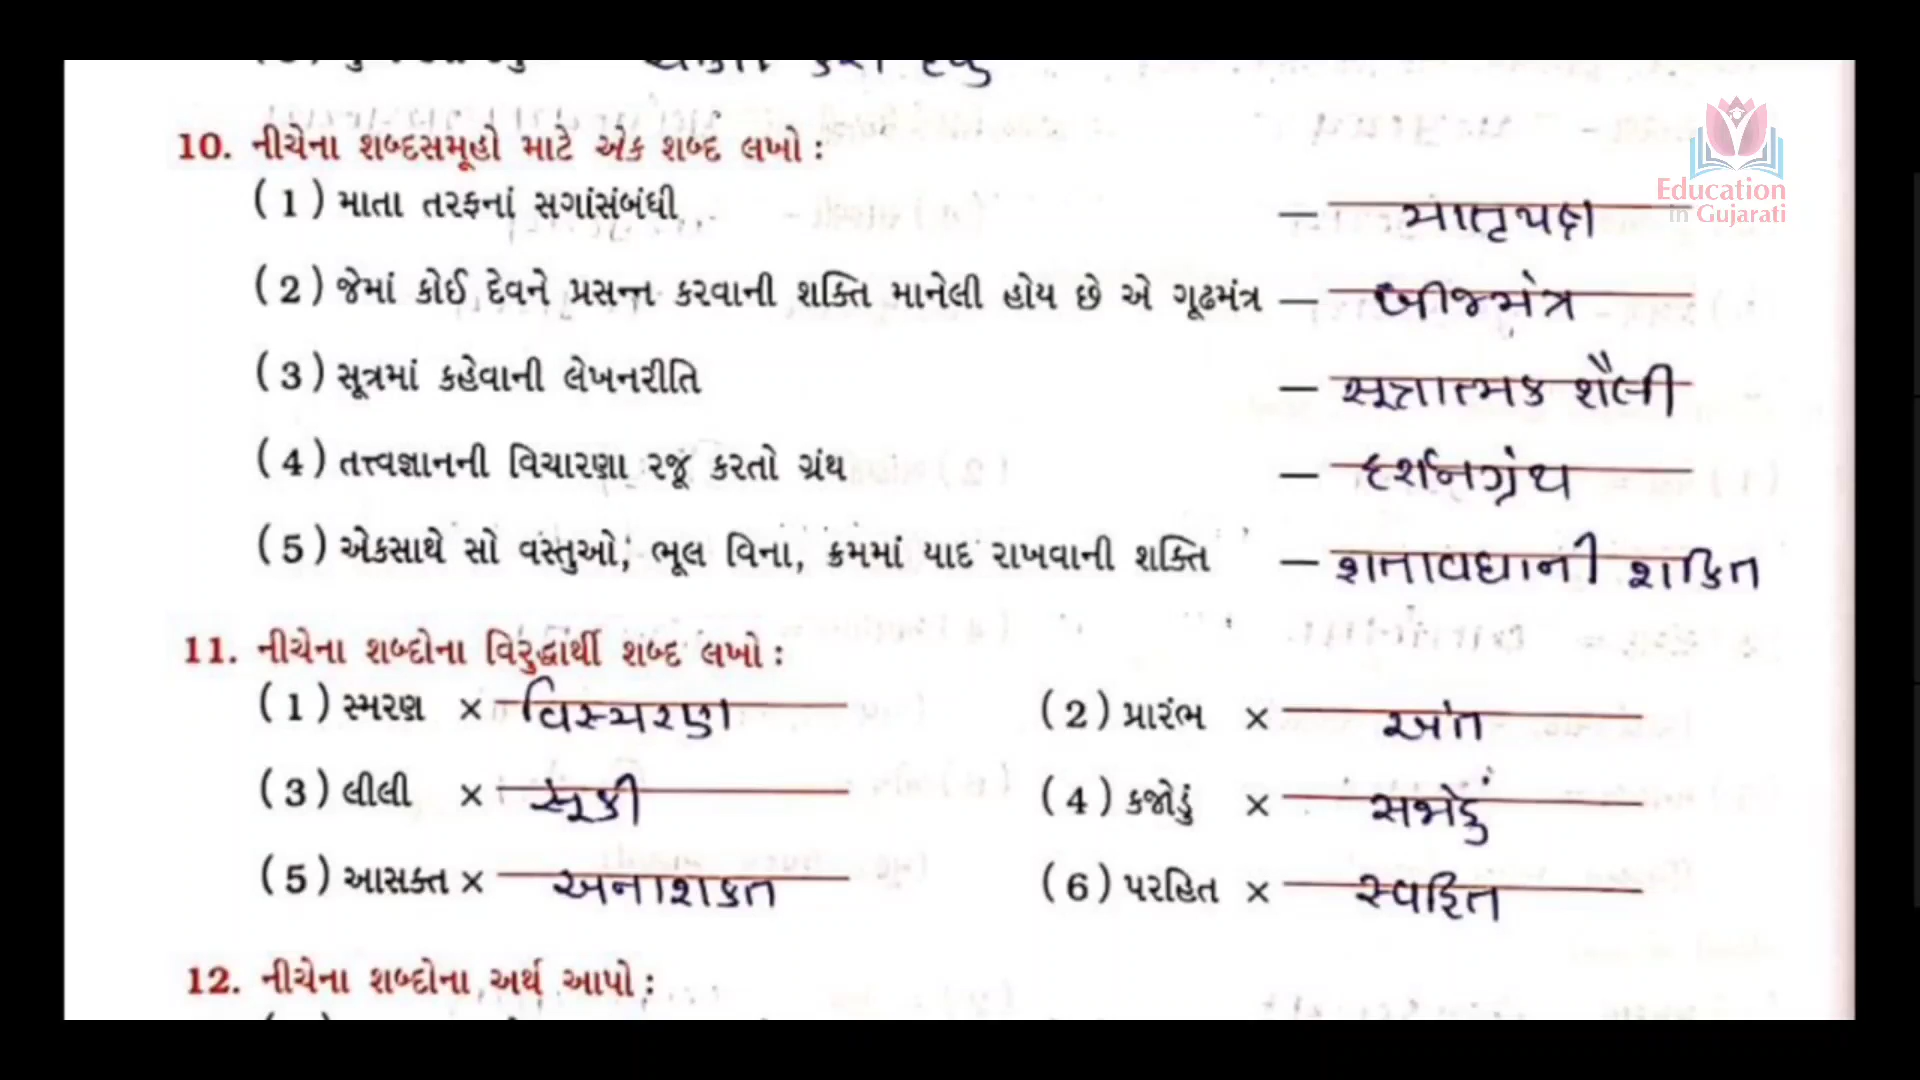 Education
in Gujarati
10. નીચેના શબ્દસમૂહો માટે એક શબ્દ લખો :
(1) માતા તરફનાં સગાંસંબંધી — માતૃપક્ષ
(2) જેમાં કોઈ દેવને પ્રસન્ન કરવાની શક્તિ માનેલી હોય છે એ ગૂઢમંત્ર — બીજમંત્ર
(3) સૂત્રમાં કહેવાની લેખનરીતિ — સૂત્રાત્મક શૈલી
(4) તત્ત્વજ્ઞાનની વિચારણા રજૂ કરતો ગ્રંથ — દર્શનગ્રંથ
(5) એકસાથે સો વસ્તુઓ, ભૂલ વિના, ક્રમમાં યાદ રાખવાની શક્તિ — શતાવધાની શકિત
11. નીચેના શબ્દોના વિરુદ્ધાર્થી શબ્દ લખો :
(1) સ્મરણ × વિસ્મરણ (2) પ્રારંભ × અંત
(3) લીલી × સૂકી (4) કજોડું × સજોડું
(5) આસક્ત × અનાશકત (6) પરહિત × સ્વહિત
12. નીચેના શબ્દોના અર્થ આપો :